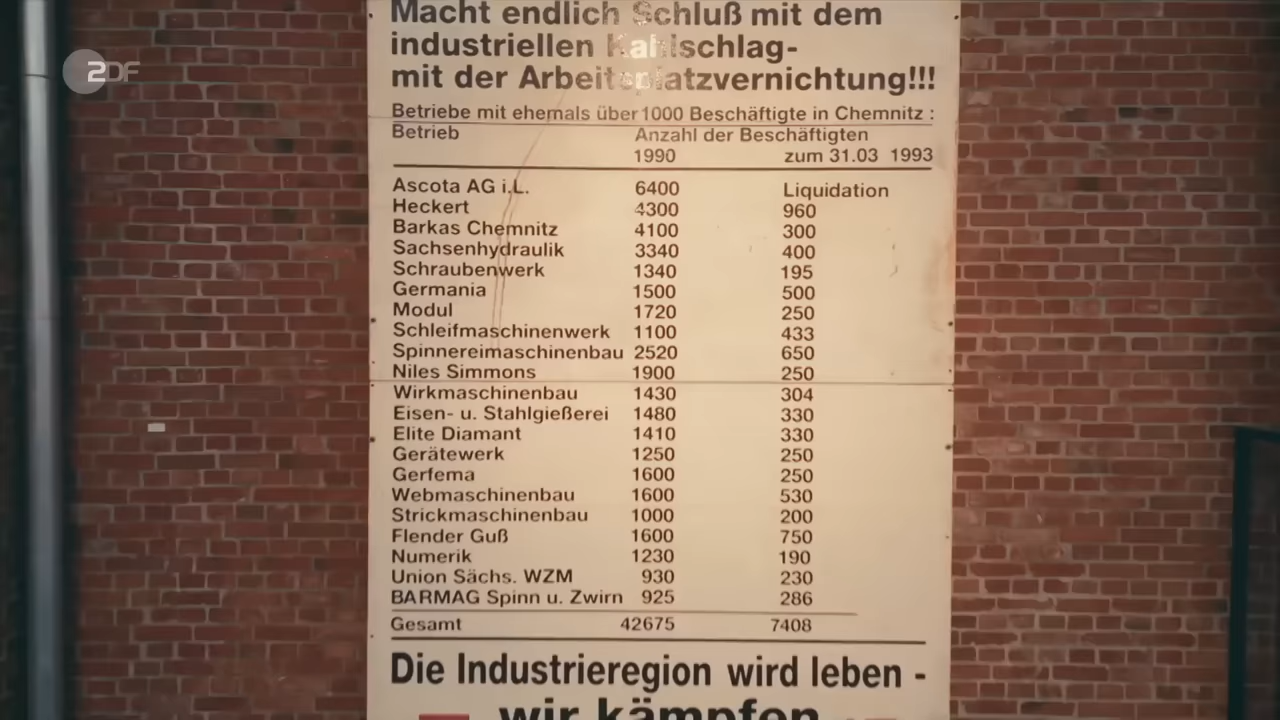 Macht endlich Schluß mit dem
industriellen Kahlschlag-
mit der Arbeitsplatzvernichtung!!!
ZDF
Betriebe mit ehemals über 1000 Beschäftigte in Chemnitz :
Betrieb Anzahl der Beschäftigten
1990 zum 31.03 1993
Ascota AG i.L. 6400 Liquidation
Heckert 4300 960
Barkas Chemnitz 4100 300
Sachsenhydraulik 3340 400
Schraubenwerk 1340 195
Germania 1500 500
Modul 1720 250
Schleifmaschinenwerk 1100 433
Spinnereimaschinenbau 2520 650
Niles Simmons 1900 250
Wirkmaschinenbau 1430 304
Eisen- u. Stahlgießerei 1480 330
Elite Diamant 1410 330
Gerätewerk 1250 250
Gerfema 1600 250
Webmaschinenbau 1600 530
Strickmaschinenbau 1000 200
Flender Guß 1600 750
Numerik 1230 190
Union Sächs. WZM 930 230
BARMAG Spinn u. Zwirn 925 286
Gesamt 42675 7408
Die Industrieregion wird leben -
wir kämpfen